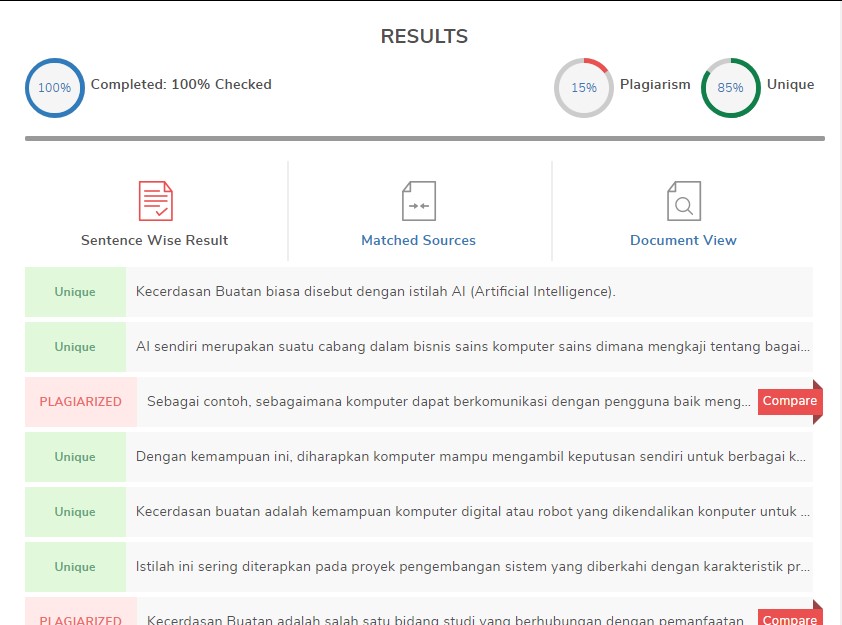 RESULTS
100% Completed: 100% Checked
15% Plagiarism 85% Unique
Sentence Wise Result
Matched Sources
Document View
Unique Kecerdasan Buatan biasa disebut dengan istilah AI (Artificial Intelligence).
Unique AI sendiri merupakan suatu cabang dalam bisnis sains komputer sains dimana mengkaji tentang bagai...
PLAGIARIZED Sebagai contoh, sebagaimana komputer dapat berkomunikasi dengan pengguna baik meng... Compare
Unique Dengan kemampuan ini, diharapkan komputer mampu mengambil keputusan sendiri untuk berbagai k...
Unique Kecerdasan buatan adalah kemampuan komputer digital atau robot yang dikendalikan konputer untuk ...
Unique Istilah ini sering diterapkan pada proyek pengembangan sistem yang diberkahi dengan karakteristik pr...
PLAGIARIZED Kecerdasan Buatan adalah salah satu bidang studi yang berhubungan dengan pemanfaatan Compare